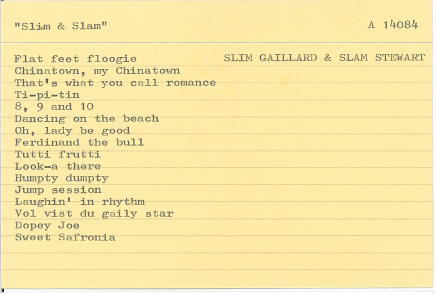 "Slim & Slam" A 14084
Flat feet floogie SLIM GAILLARD & SLAM STEWART
Chinatown, my Chinatown
That's what you call romance
Ti-pi-tin
8, 9 and 10
Dancing on the beach
Oh, lady be good
Ferdinand the bull
Tutti frutti
Look-a there
Humpty dumpty
Jump session
Laughin' in rhythm
Vol vist du gaily star
Dopey Joe
Sweet Safronia